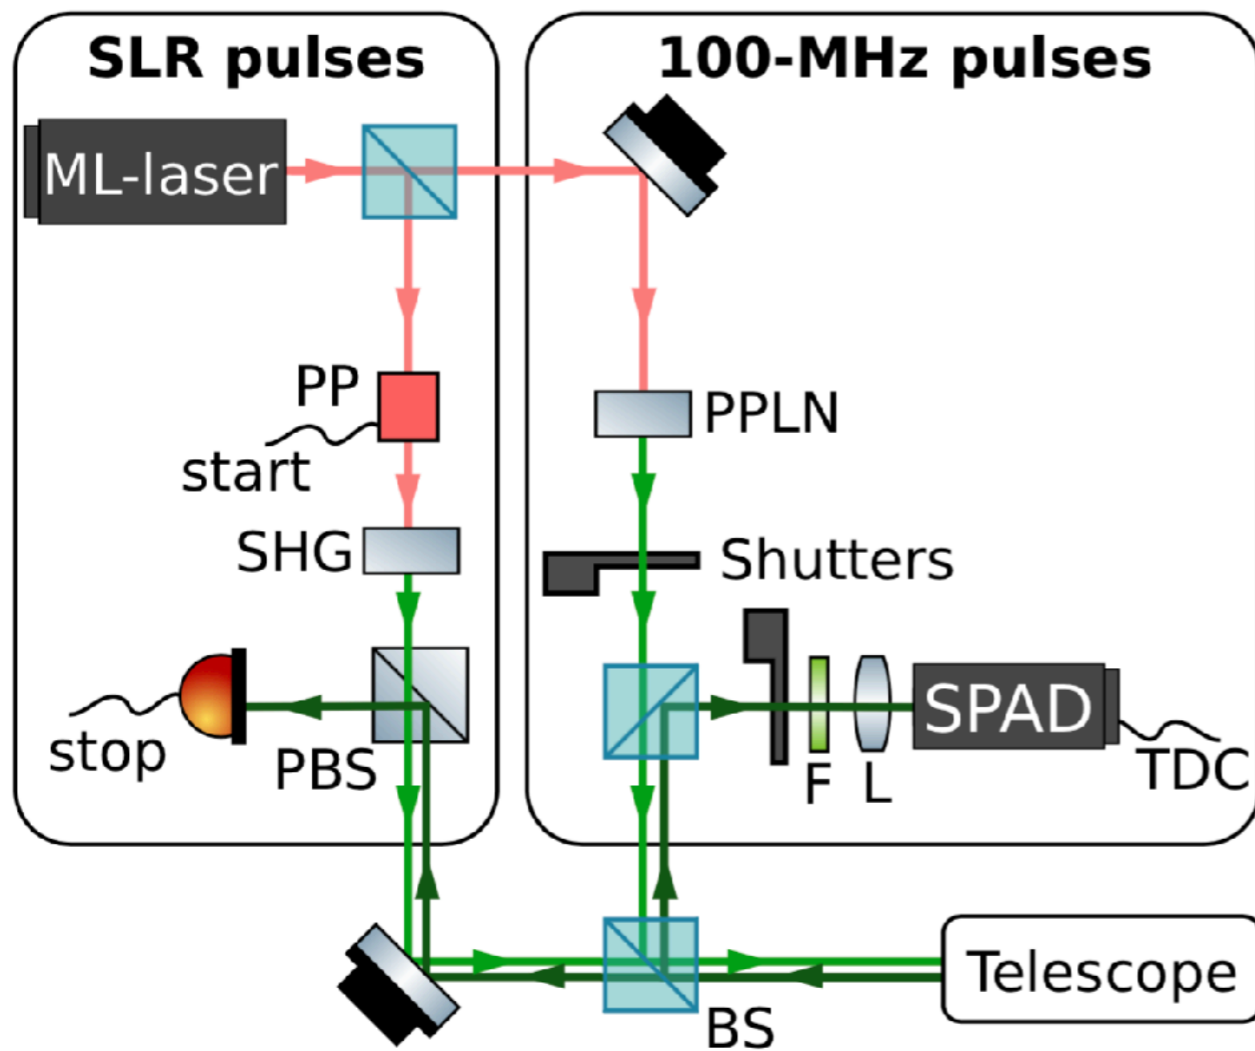 SLR pulses
100-MHz pulses
ML-laser
PP
start
PPLN
SHG
Shutters
stop
PBS
SPAD
F
L
TDC
Telescope
BS